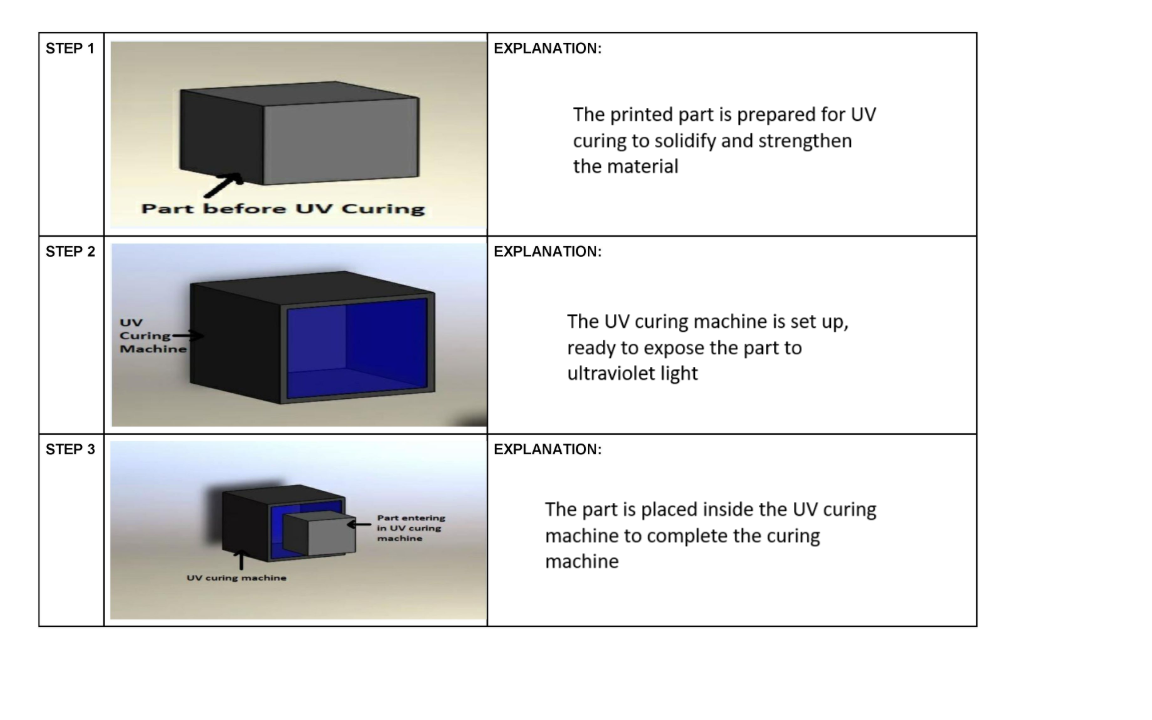 STEP 1
Part before UV Curing
EXPLANATION:
The printed part is prepared for UV
curing to solidify and strengthen
the material
STEP 2
UV
Curing
Machine
EXPLANATION:
The UV curing machine is set up,
ready to expose the part to
ultraviolet light
STEP 3
Part entering
in UV curing
machine
UV curing machine
EXPLANATION:
The part is placed inside the UV curing
machine to complete the curing
machine